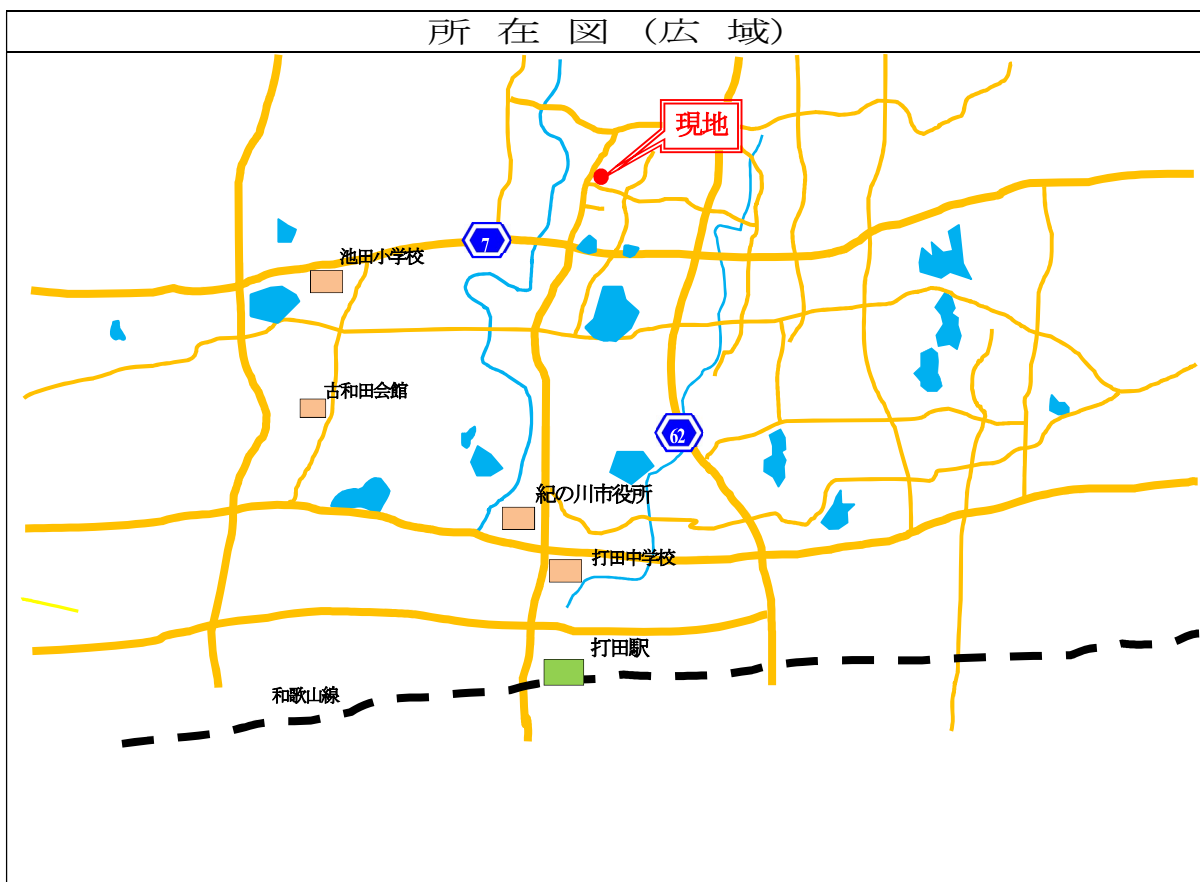 所 在 図 （広 域）
現地
7
池田小学校
古和田会館
62
紀の川市役所
打田中学校
打田駅
和歌山線